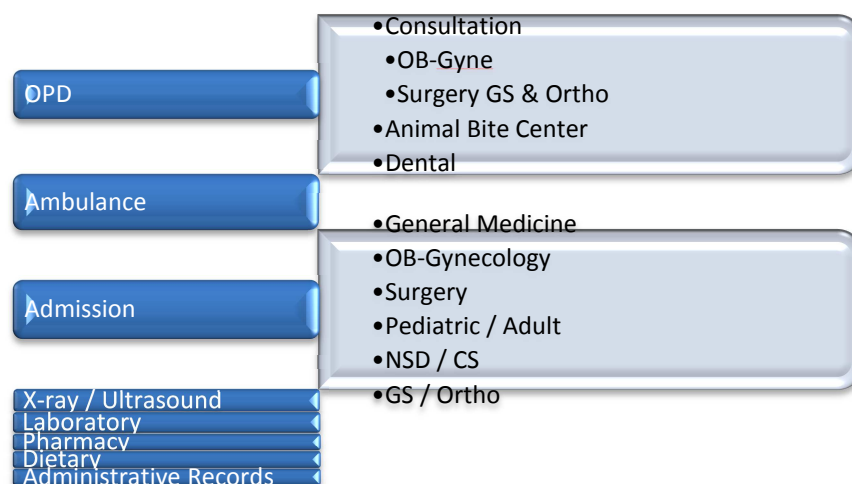 OPD
•Consultation
•OB-Gyne
•Surgery GS & Ortho
•Animal Bite Center
•Dental
Ambulance
Admission
•General Medicine
•OB-Gynecology
•Surgery
•Pediatric / Adult
•NSD / CS
•GS / Ortho
X-ray / Ultrasound
Laboratory
Pharmacy
Dietary
Administrative Records